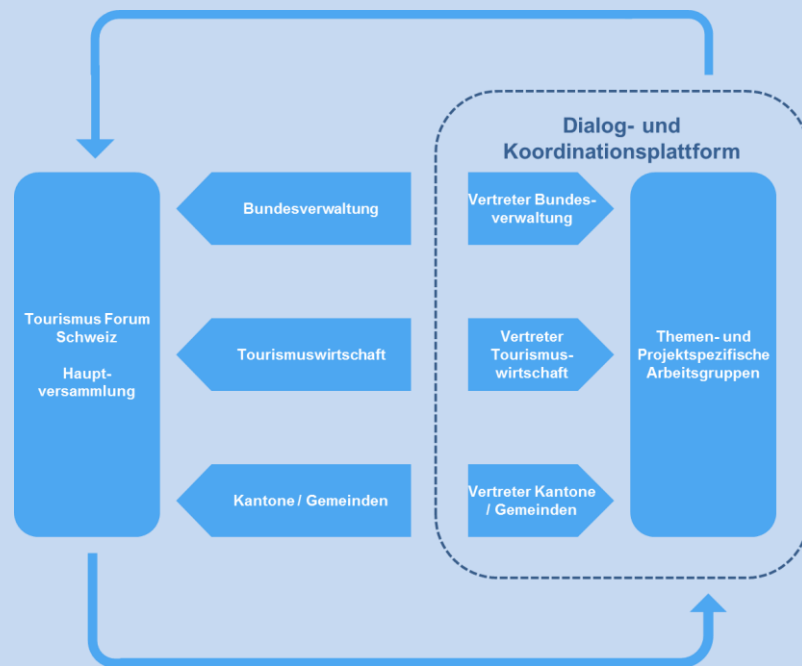 Dialog- und
Koordinationsplattform
Bundesverwaltung
Vertreter Bundes-
verwaltung
Tourismus Forum
Schweiz
Haupt-
versammlung
Tourismuswirtschaft
Vertreter
Tourismus-
wirtschaft
Themen- und
Projektspezifische
Arbeitsgruppen
Kantone / Gemeinden
Vertreter Kantone
/ Gemeinden